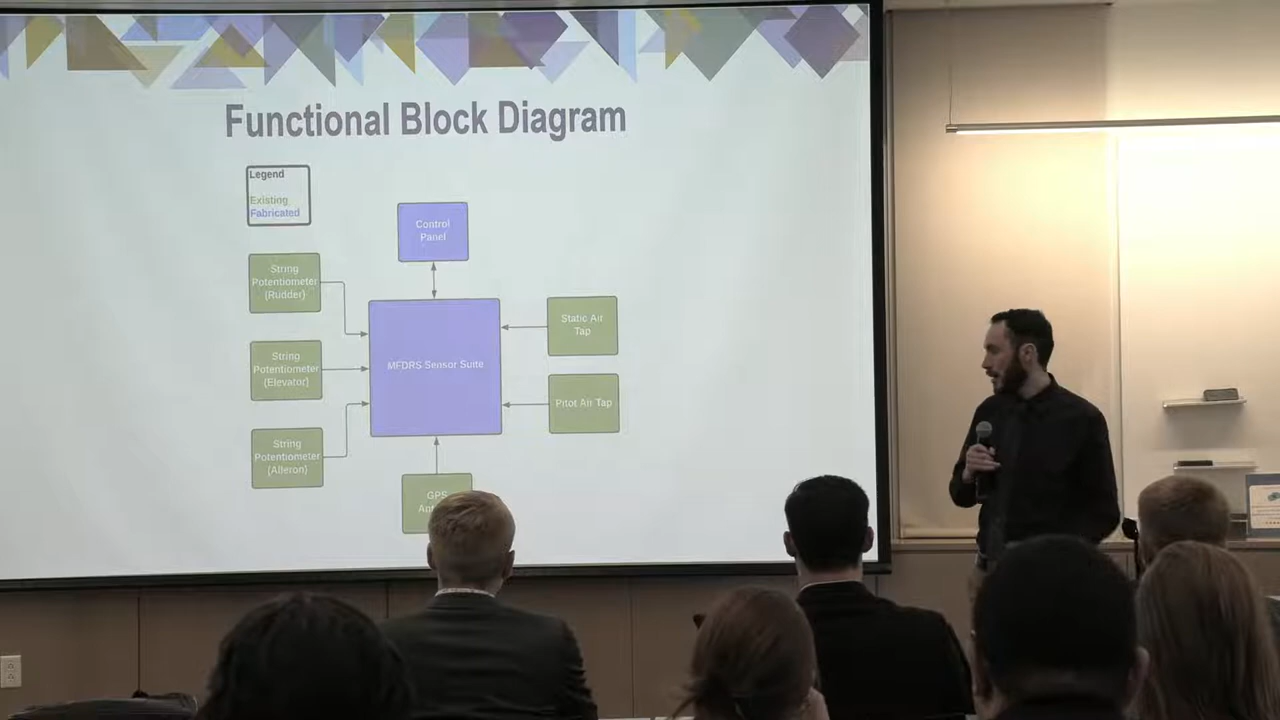 Functional Block Diagram
Legend
Existing
Fabricated
Control
Panel
String
Potentiometer
(Rudder)
MFDRS Sensor Suite
Static Air
Tap
String
Potentiometer
(Elevator)
Pitot Air Tap
String
Potentiometer
(Aileron)
GPS